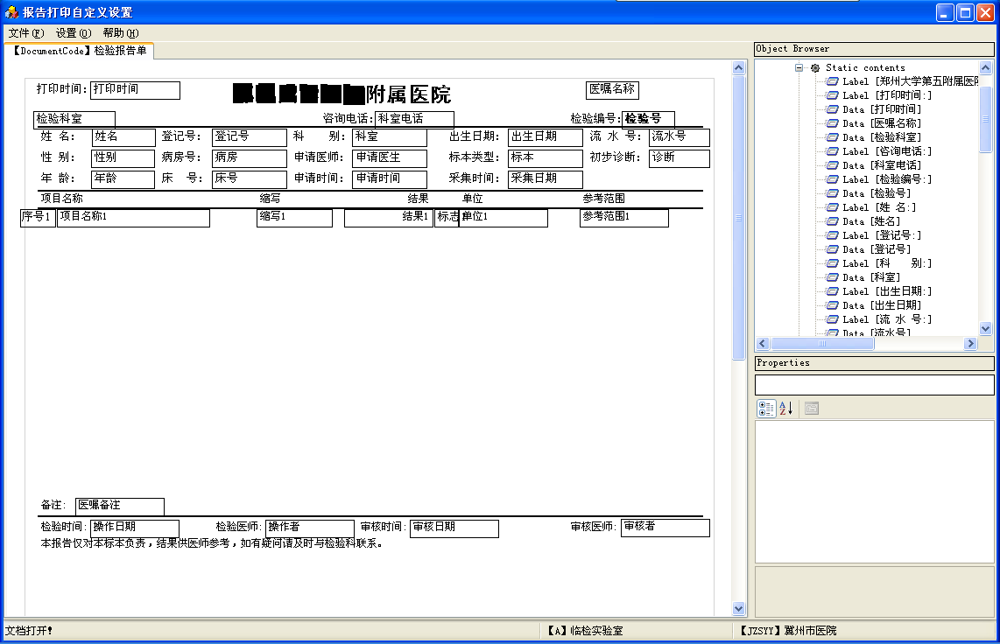 报告打印自定义设置
文件(F) 设置(O) 帮助(H)
【DocumentCode】检验报告单
打印时间: 打印时间 附属医院 医嘱名称
检验科室 咨询电话: 科室电话 检验编号: 检验号
姓 名: 姓名 登记号: 登记号 科 别: 科室 出生日期: 出生日期 流 水 号: 流水号
性 别: 性别 病房号: 病房 申请医师: 申请医生 标本类型: 标本 初步诊断: 诊断
年 龄: 年龄 床 号: 床号 申请时间: 申请时间 采集时间: 采集日期
项目名称 缩写 结果 单位 参考范围
序号1 项目名称1 缩写1 结果1 标志 单位1 参考范围1
备注: 医嘱备注
检验时间: 操作日期 检验医师: 操作者 审核时间: 审核日期 审核医师: 审核者
本报告仅对本标本负责,结果供医师参考,如有疑问请及时与检验科联系。
Object Browser
Static contents
Label [郑州大学第五附属医院
Label [打印时间:]
Data [打印时间]
Data [医嘱名称]
Data [检验科室]
Label [咨询电话:]
Data [科室电话]
Label [检验编号:]
Data [检验号]
Label [姓 名:]
Data [姓名]
Label [登记号:]
Data [登记号]
Label [科 别:]
Data [科室]
Label [出生日期:]
Data [出生日期]
Label [流 水 号:]
Data [流水号]
Properties
文档打开! 【A】临检实验室 【JZSYY】冀州市医院